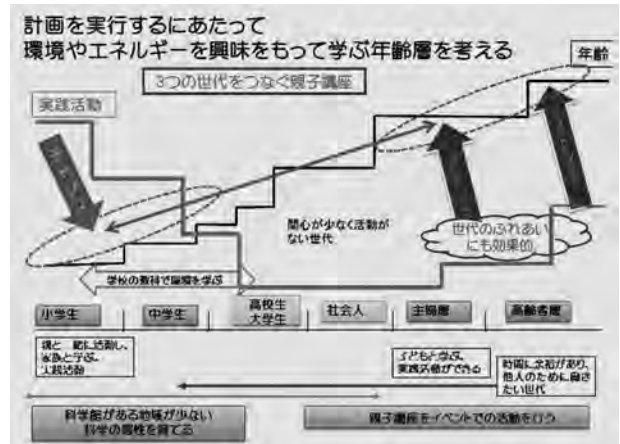 計画を実行するにあたって
環境やエネルギーを興味をもって学ぶ年齢層を考える
年齢
3つの世代をつなぐ親子講座
実践活動
関心が少なく活動が
ない世代
世代のふれあい
にも効果的
学校の教科で環境を学ぶ
小学生
中学生
高校生
大学生
社会人
主婦層
高齢者層
親と一緒に活動し、
家族と学ぶ、
実践活動
子どもと学ぶ、
実践活動ができる
時間に余裕があり、
他人のために働き
たい世代
科学館がある地域が少ない
科学の感性を育てる
親子講座をイベントでの活動を行う